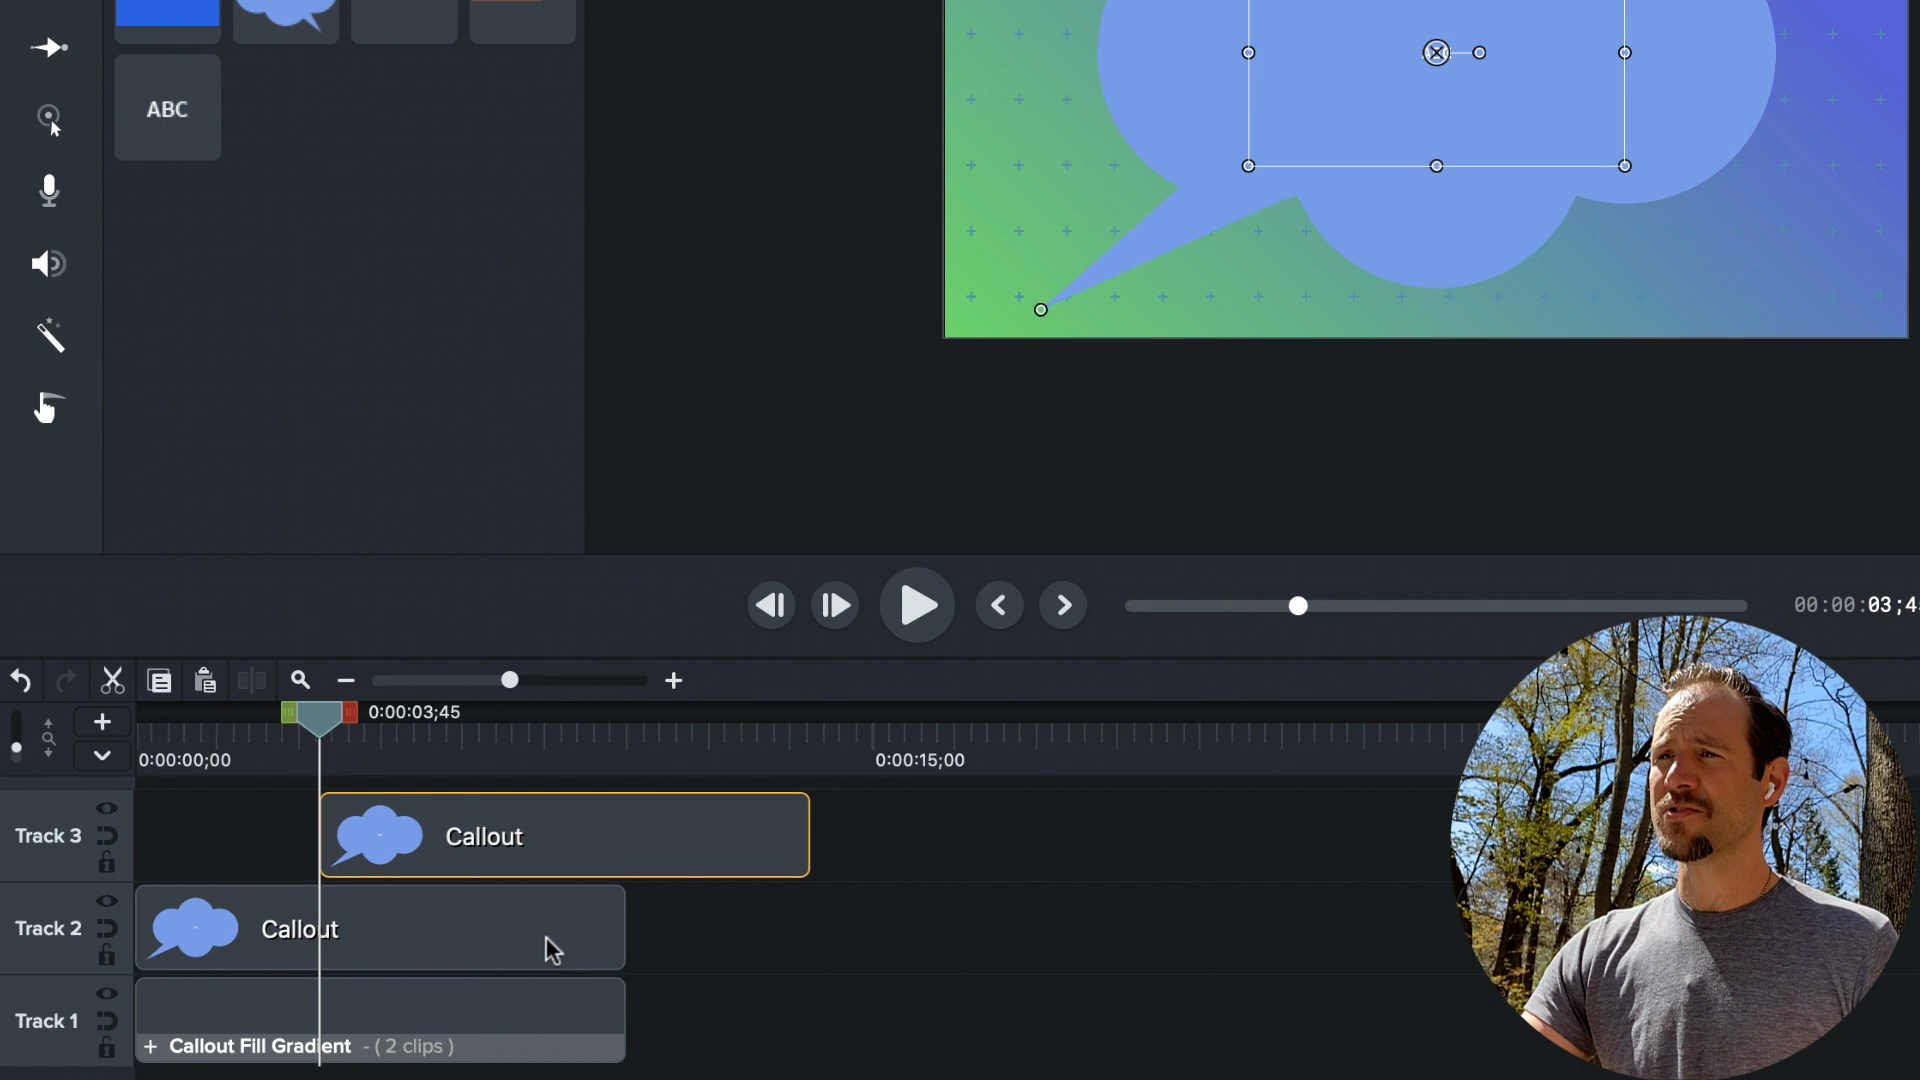 ABC
00:00:03;4
0:00:03;45
0:00:00;00
0:00:15;00
Track 3
Callout
Track 2
Callout
Track 1
+ Callout Fill Gradient - ( 2 clips )